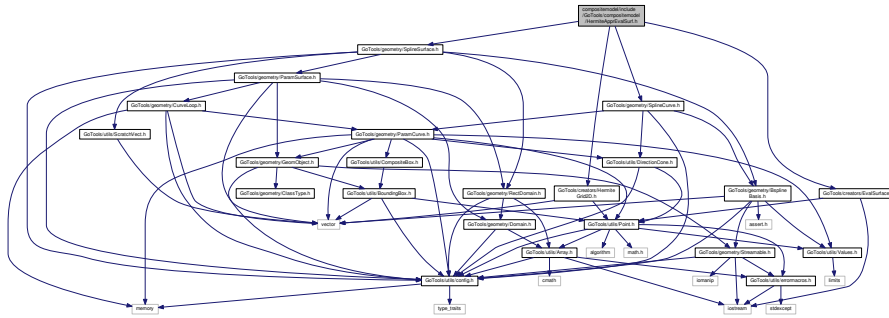 compositemodel/include
/GoTools/compositemodel
/HermiteApprEvalSurf.h
GoTools/geometry/SplineSurface.h
GoTools/geometry/ParamSurface.h
GoTools/geometry/CurveLoop.h
GoTools/geometry/SplineCurve.h
GoTools/utils/ScratchVect.h
GoTools/geometry/ParamCurve.h
GoTools/geometry/GeomObject.h
GoTools/utils/CompositeBox.h
GoTools/utils/DirectionCone.h
GoTools/geometry/ClassType.h
GoTools/utils/BoundingBox.h
GoTools/geometry/RectDomain.h
GoTools/creators/Hermite
Grid2D.h
GoTools/geometry/Bspline
Basis.h
GoTools/creators/EvalSurface.h
vector
GoTools/geometry/Domain.h
GoTools/utils/Point.h
assert.h
GoTools/utils/Array.h
algorithm
math.h
GoTools/geometry/Streamable.h
GoTools/utils/Values.h
GoTools/utils/config.h
cmath
iomanip
GoTools/utils/errormacros.h
limits
memory
type_traits
iostream
stdexcept